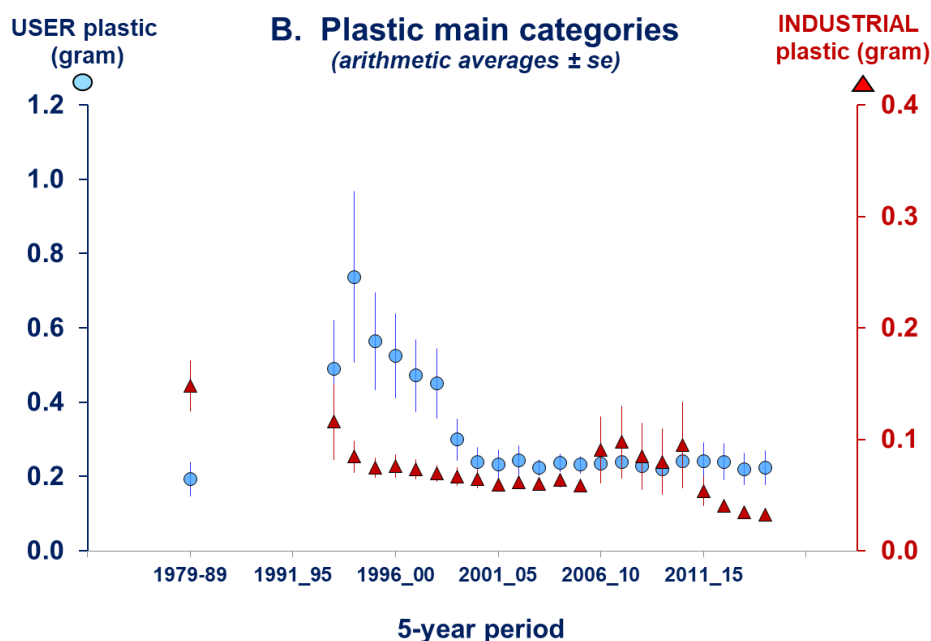 USER plastic
(gram)
B. Plastic main categories
(arithmetic averages ± se)
INDUSTRIAL
plastic (gram)
1.2
1.0
0.8
0.6
0.4
0.2
0.0
0.4
0.3
0.2
0.1
0.0
1979-89
1991_95
1996_00
2001_05
2006_10
2011_15
5-year period